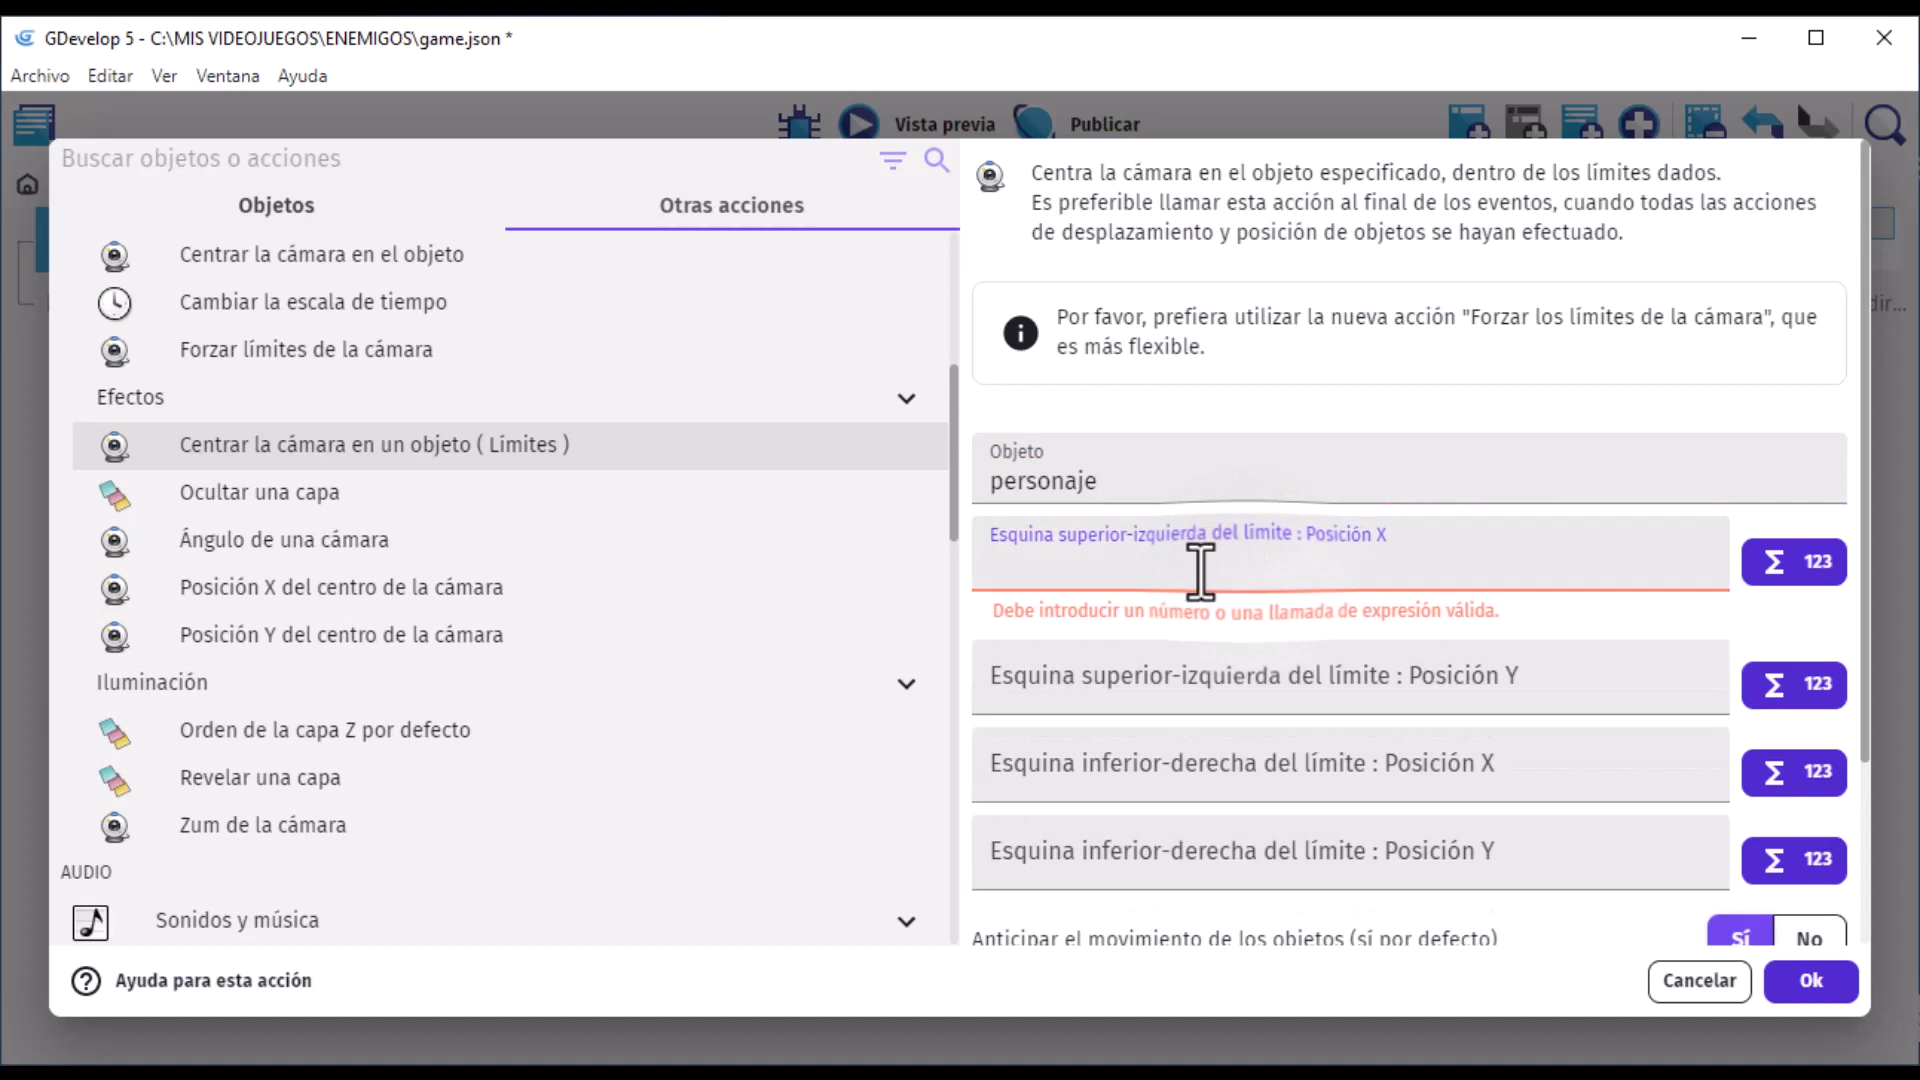 GDevelop 5 - C:\MIS VIDEOJUEGOS\ENEMIGOS\game.json *
Archivo Editar Ver Ventana Ayuda
Vista previa Publicar
Buscar objetos o acciones
Objetos Otras acciones
Centrar la cámara en el objeto
Cambiar la escala de tiempo
Forzar límites de la cámara
Efectos
Centrar la cámara en un objeto ( Límites )
Ocultar una capa
Ángulo de una cámara
Posición X del centro de la cámara
Posición Y del centro de la cámara
Iluminación
Orden de la capa Z por defecto
Revelar una capa
Zum de la cámara
AUDIO
Sonidos y música
Centra la cámara en el objeto especificado, dentro de los límites dados.
Es preferible llamar esta acción al final de los eventos, cuando todas las acciones
de desplazamiento y posición de objetos se hayan efectuado.
Por favor, prefiera utilizar la nueva acción "Forzar los límites de la cámara", que
es más flexible.
Objeto
personaje
Esquina superior-izquierda del límite : Posición X
Σ 123
Debe introducir un número o una llamada de expresión válida.
Esquina superior-izquierda del límite : Posición Y
Σ 123
Esquina inferior-derecha del límite : Posición X
Σ 123
Esquina inferior-derecha del límite : Posición Y
Σ 123
Anticipar el movimiento de los objetos (sí por defecto)
Sí No
Ayuda para esta acción
Cancelar Ok